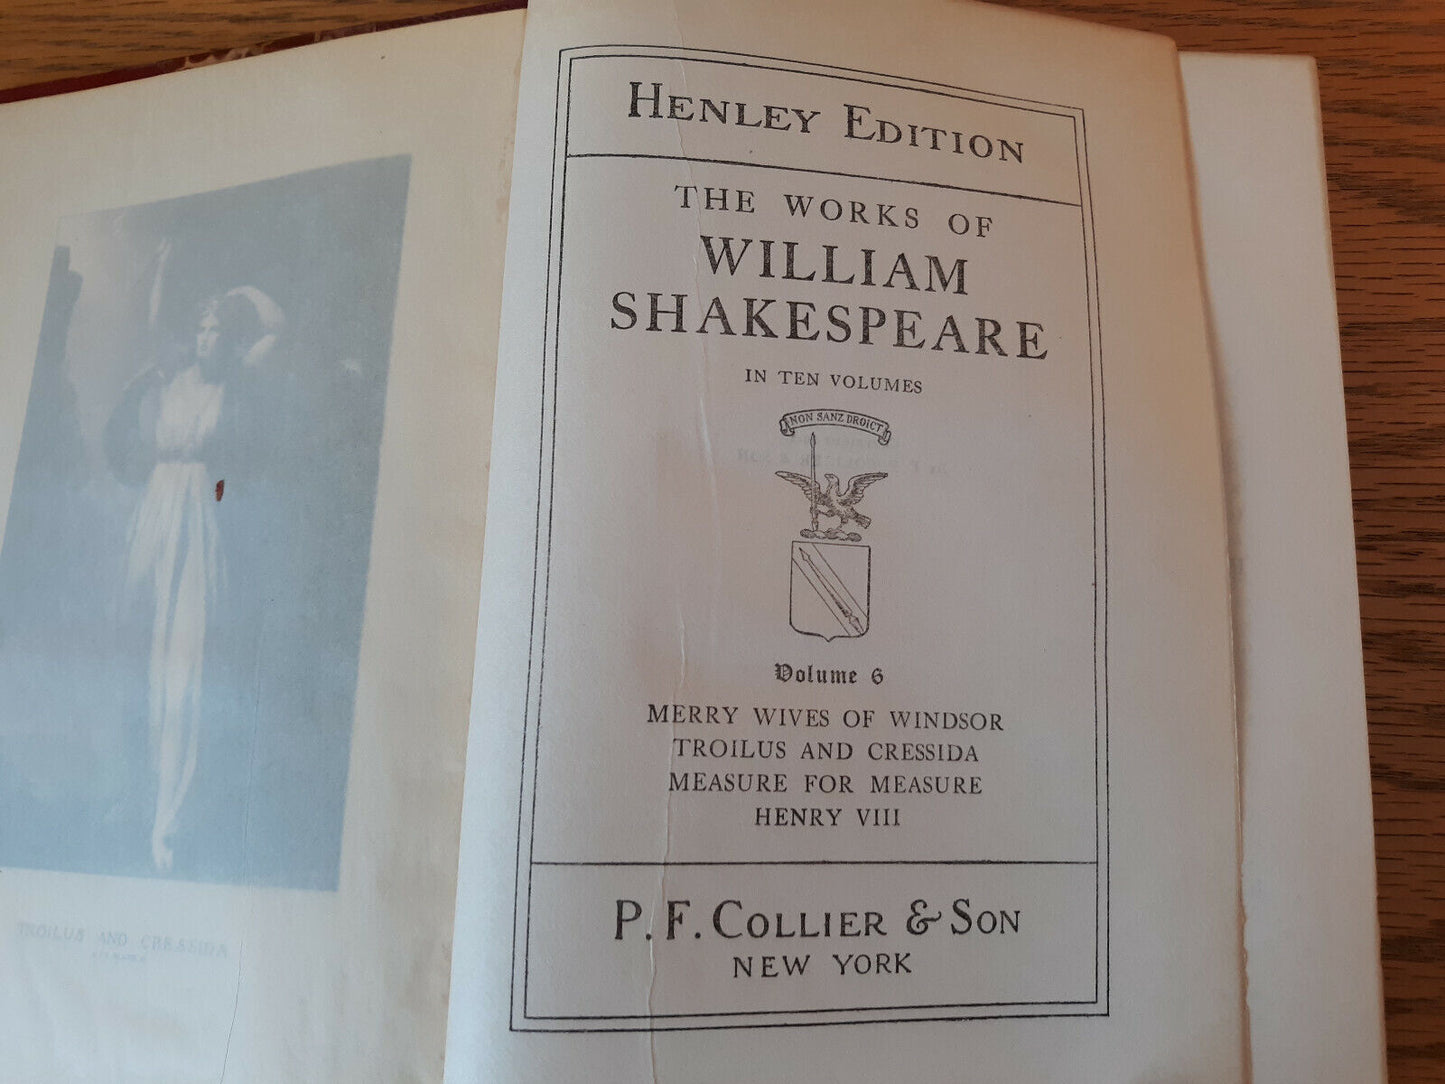 TROILUS AND CRESSIDA
HENLEY EDITION
THE WORKS OF
WILLIAM
SHAKESPEARE
IN TEN VOLUMES
NON SANZ DROICT
Volume 6
MERRY WIVES OF WINDSOR
TROILUS AND CRESSIDA
MEASURE FOR MEASURE
HENRY VIII
P. F. COLLIER & SON
NEW YORK